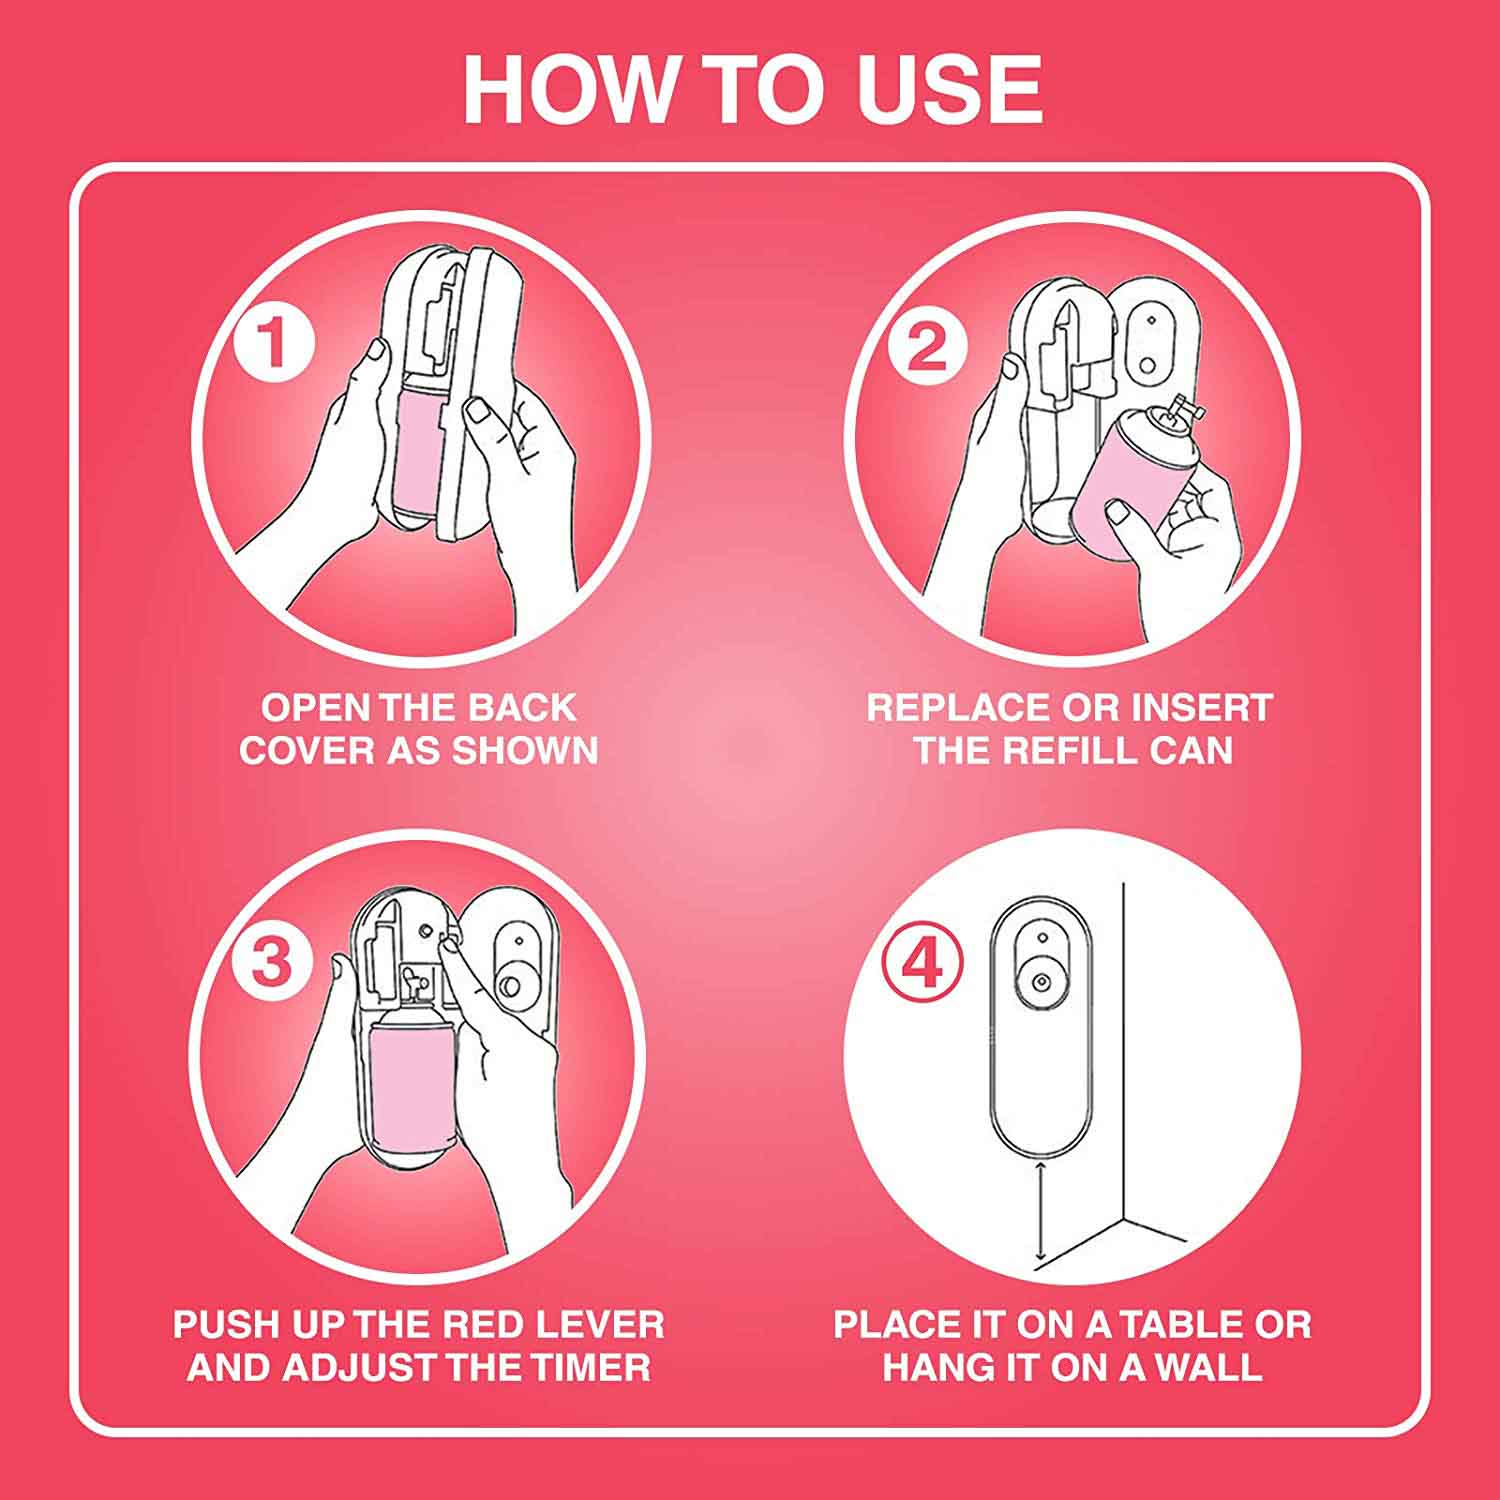 HOW TO USE
1
OPEN THE BACK
COVER AS SHOWN
2
REPLACE OR INSERT
THE REFILL CAN
3
PUSH UP THE RED LEVER
AND ADJUST THE TIMER
4
PLACE IT ON A TABLE OR
HANG IT ON A WALL